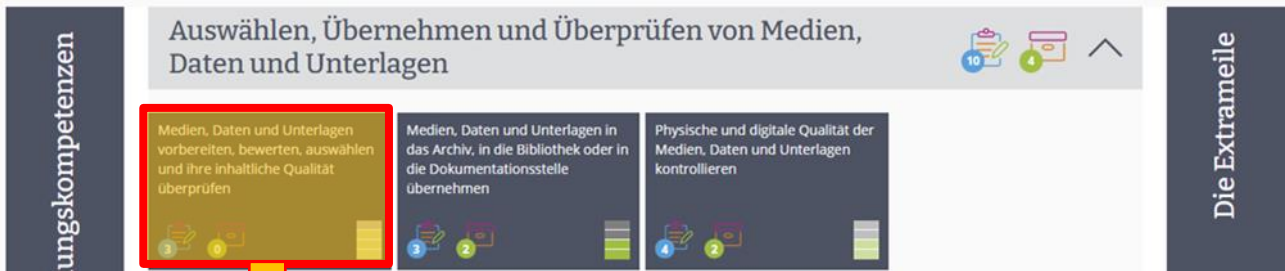 ungskompetenzen
Auswählen, Übernehmen und Überprüfen von Medien,
Daten und Unterlagen
10
4
Medien, Daten und Unterlagen
vorbereiten, bewerten, auswählen
und ihre inhaltliche Qualität
überprüfen
3
0
Medien, Daten und Unterlagen in
das Archiv, in die Bibliothek oder in
die Dokumentationsstelle
übernehmen
3
2
Physische und digitale Qualität der
Medien, Daten und Unterlagen
kontrollieren
4
2
Die Extrameile